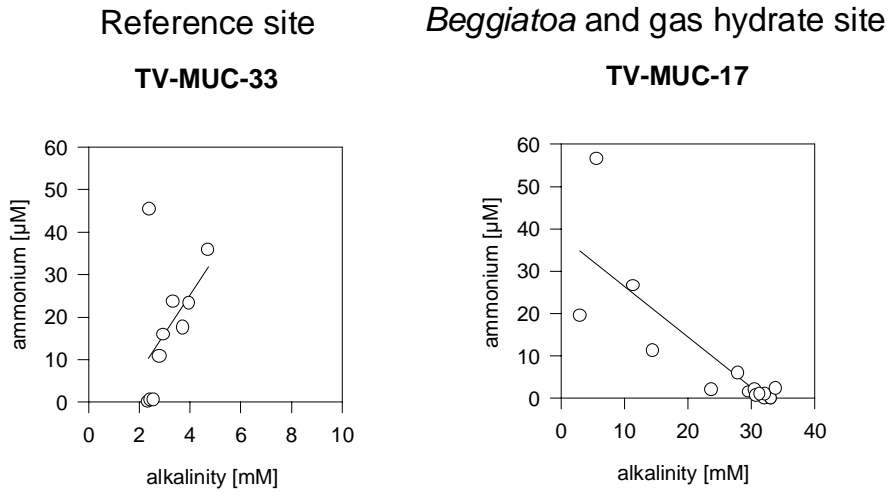 Reference site
TV-MUC-33
ammonium [µM]
60
50
40
30
20
10
0
0 2 4 6 8 10
alkalinity [mM]
Beggiatoa and gas hydrate site
TV-MUC-17
ammonium [µM]
60
50
40
30
20
10
0
0 10 20 30 40
alkalinity [mM]